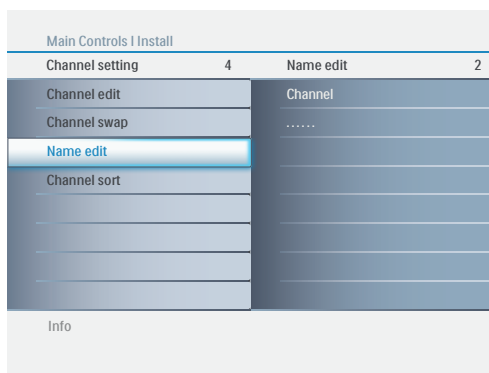 Main Controls I Install
Channel setting 4 Name edit 2
Channel edit Channel
Channel swap ......
Name edit
Channel sort
Info